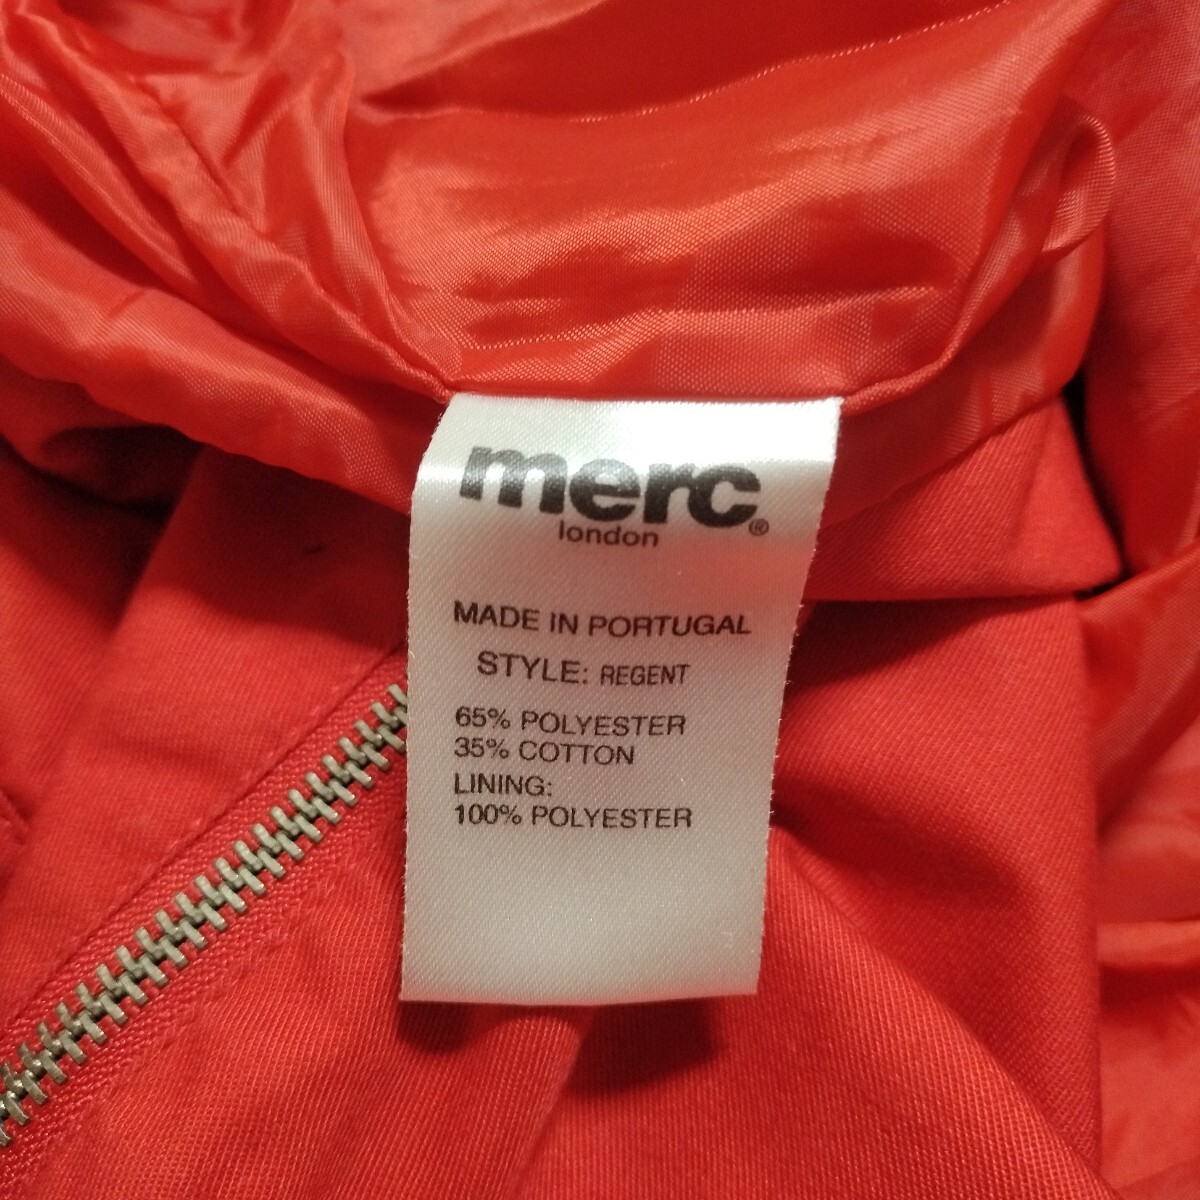 merc®
london
MADE IN PORTUGAL
STYLE: REGENT
65% POLYESTER
35% COTTON
LINING:
100% POLYESTER